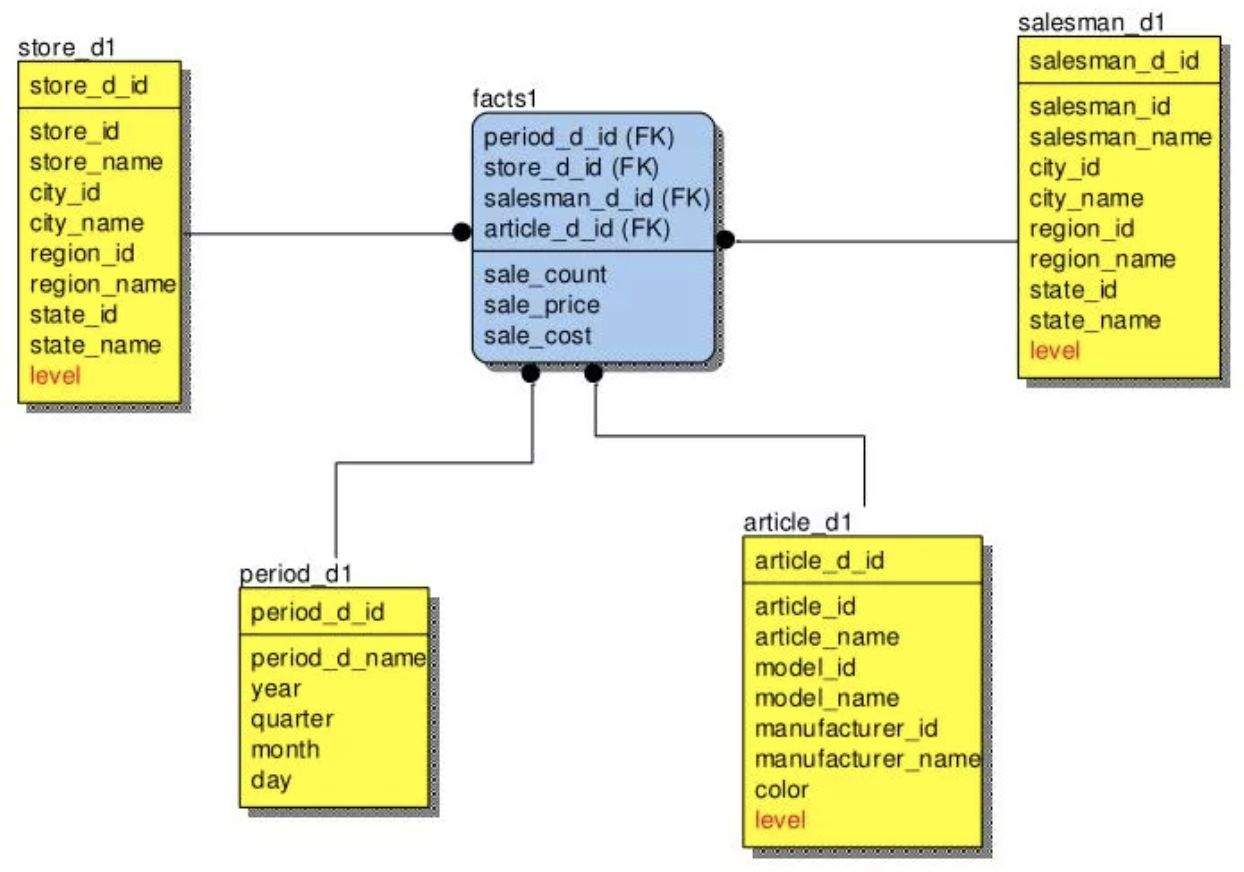 store_d1
store_d_id
store_id
store_name
city_id
city_name
region_id
region_name
state_id
state_name
level
facts1
period_d_id (FK)
store_d_id (FK)
salesman_d_id (FK)
article_d_id (FK)
sale_count
sale_price
sale_cost
salesman_d1
salesman_d_id
salesman_id
salesman_name
city_id
city_name
region_id
region_name
state_id
state_name
level
period_d1
period_d_id
period_d_name
year
quarter
month
day
article_d1
article_d_id
article_id
article_name
model_id
model_name
manufacturer_id
manufacturer_name
color
level